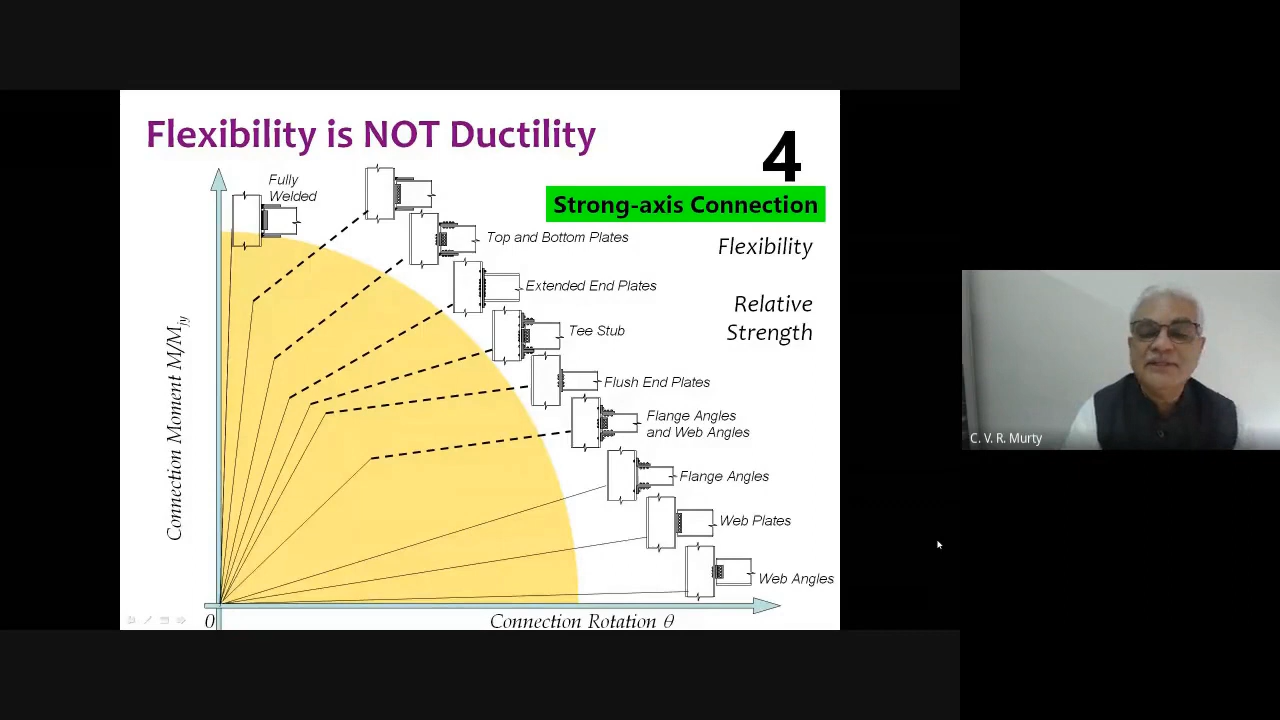 Flexibility is NOT Ductility
4
Strong-axis Connection
Flexibility
Relative
Strength
Fully
Welded
Top and Bottom Plates
Extended End Plates
Tee Stub
Flush End Plates
Flange Angles
and Web Angles
Flange Angles
Web Plates
Web Angles
Connection Moment M/Mjy
0
Connection Rotation θ
C. V. R. Murty